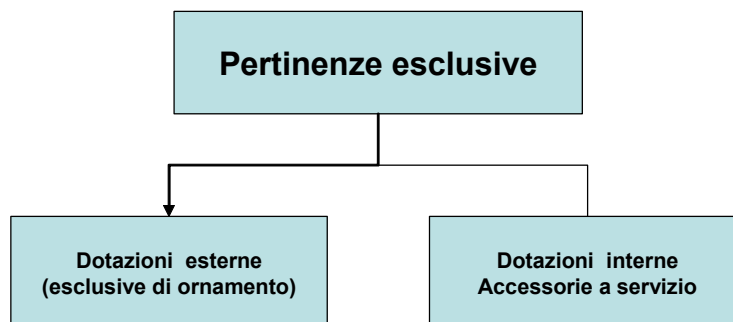 Pertinenze esclusive
Dotazioni esterne
(esclusive di ornamento)
Dotazioni interne
Accessorie a servizio